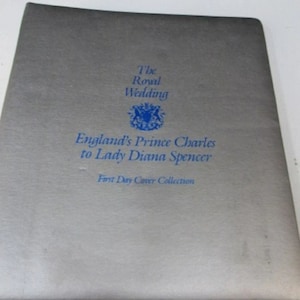 The
Royal
Wedding
England's Prince Charles
to Lady Diana Spencer
First Day Cover Collection